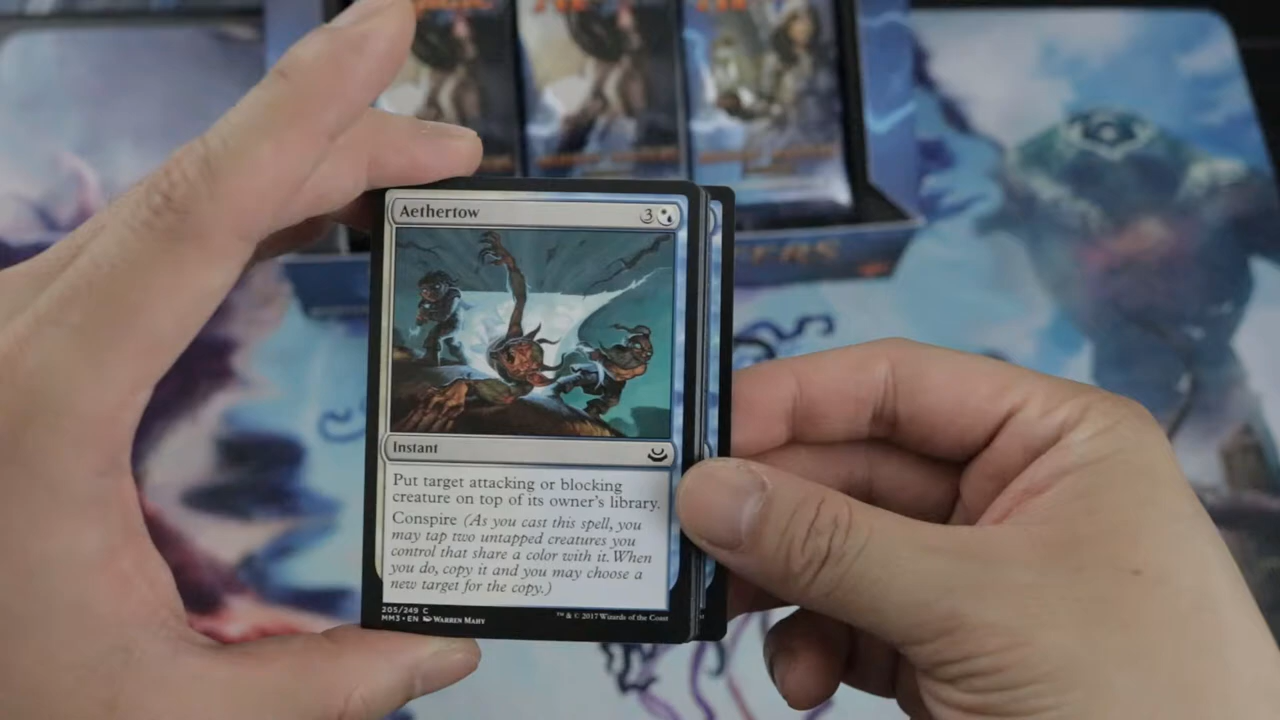 Aethertow 3
Instant
Put target attacking or blocking
creature on top of its owner's library.
Conspire (As you cast this spell, you
may tap two untapped creatures you
control that share a color with it. When
you do, copy it and you may choose a
new target for the copy.)
205/249 C
MM3 • EN Warren Mahy
™ & © 2017 Wizards of the Coast